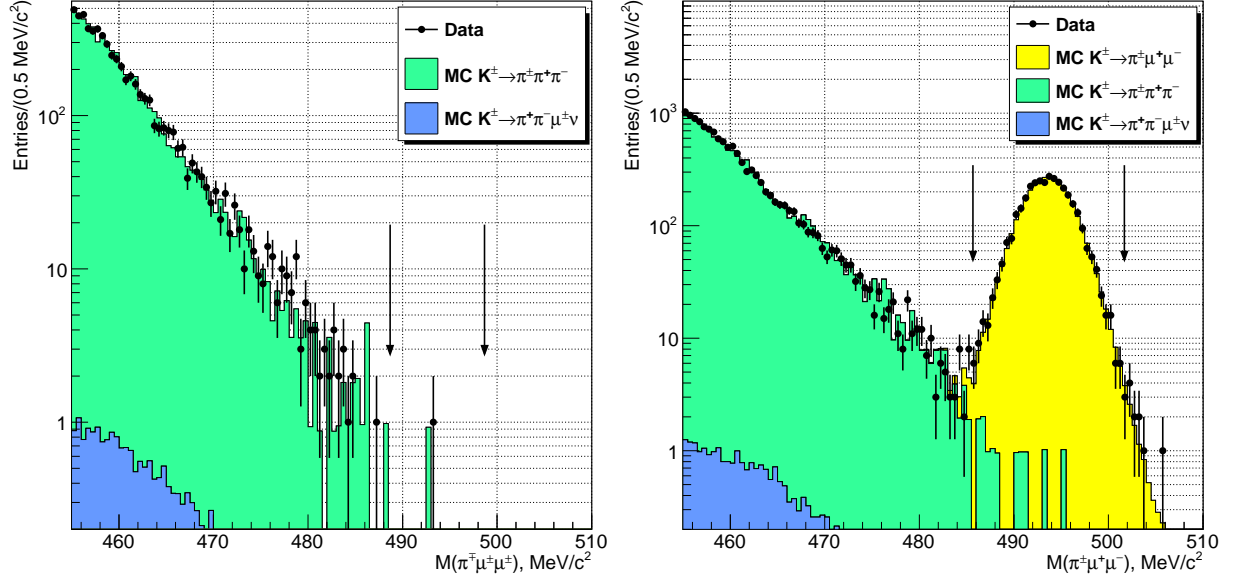 Entries/(0.5 MeV/c²)
10²
10
1
460 470 480 490 500 510
M(π∓μ±μ±), MeV/c²
Data
MC K±→π±π+π−
MC K±→π+π−μ±ν
Entries/(0.5 MeV/c²)
10³
10²
10
1
460 470 480 490 500 510
M(π±μ+μ−), MeV/c²
Data
MC K±→π±μ+μ−
MC K±→π±π+π−
MC K±→π+π−μ±ν